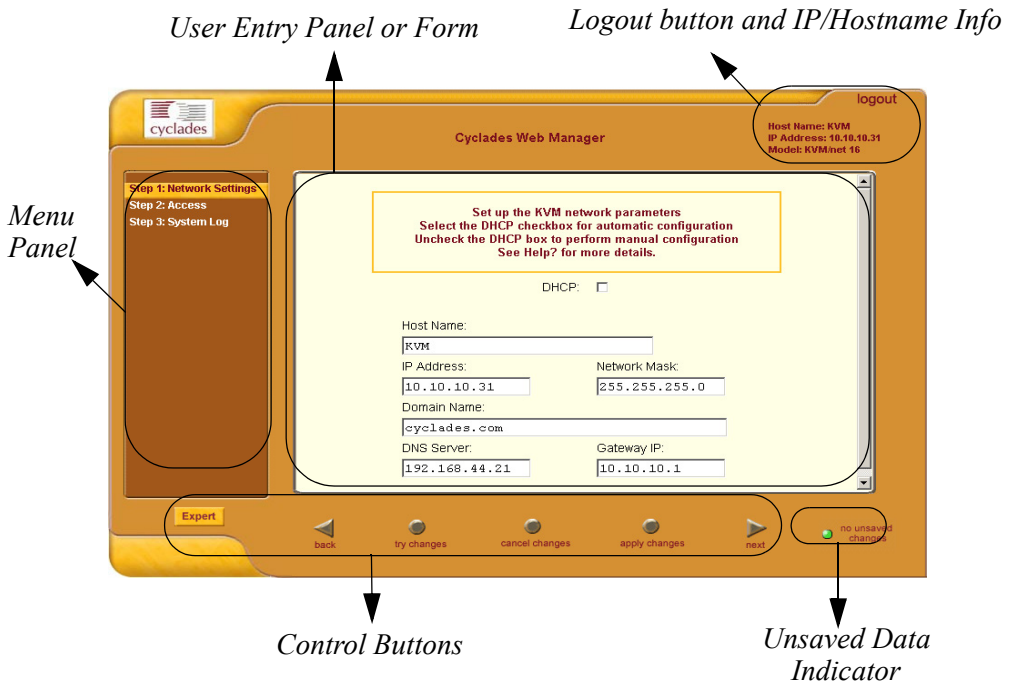 User Entry Panel or Form
Logout button and IP/Hostname Info
cyclades
Cyclades Web Manager
logout
Host Name: KVM
IP Address: 10.10.10.31
Model: KVM/net 16
Menu
Panel
Step 1: Network Settings
Step 2: Access
Step 3: System Log
Set up the KVM network parameters
Select the DHCP checkbox for automatic configuration
Uncheck the DHCP box to perform manual configuration
See Help? for more details.
DHCP:
Host Name:
KVM
IP Address: Network Mask:
10.10.10.31 255.255.255.0
Domain Name:
cyclades.com
DNS Server: Gateway IP:
192.168.44.21 10.10.10.1
Expert
back try changes cancel changes apply changes next
no unsaved
changes
Control Buttons
Unsaved Data
Indicator